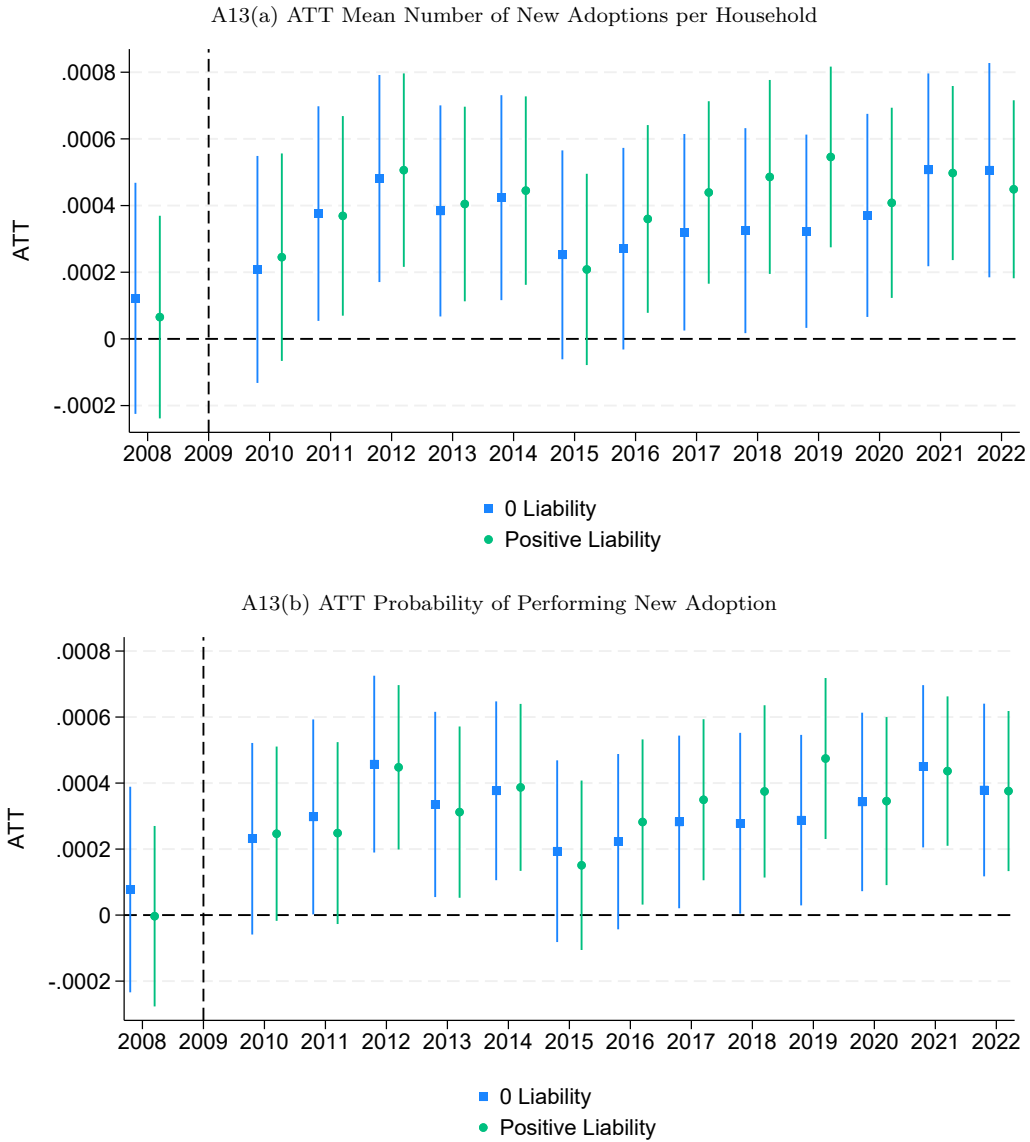 A13(a) ATT Mean Number of New Adoptions per Household
ATT
.0008
.0006
.0004
.0002
0
-.0002
2008 2009 2010 2011 2012 2013 2014 2015 2016 2017 2018 2019 2020 2021 2022
0 Liability
Positive Liability
A13(b) ATT Probability of Performing New Adoption
ATT
.0008
.0006
.0004
.0002
0
-.0002
2008 2009 2010 2011 2012 2013 2014 2015 2016 2017 2018 2019 2020 2021 2022
0 Liability
Positive Liability